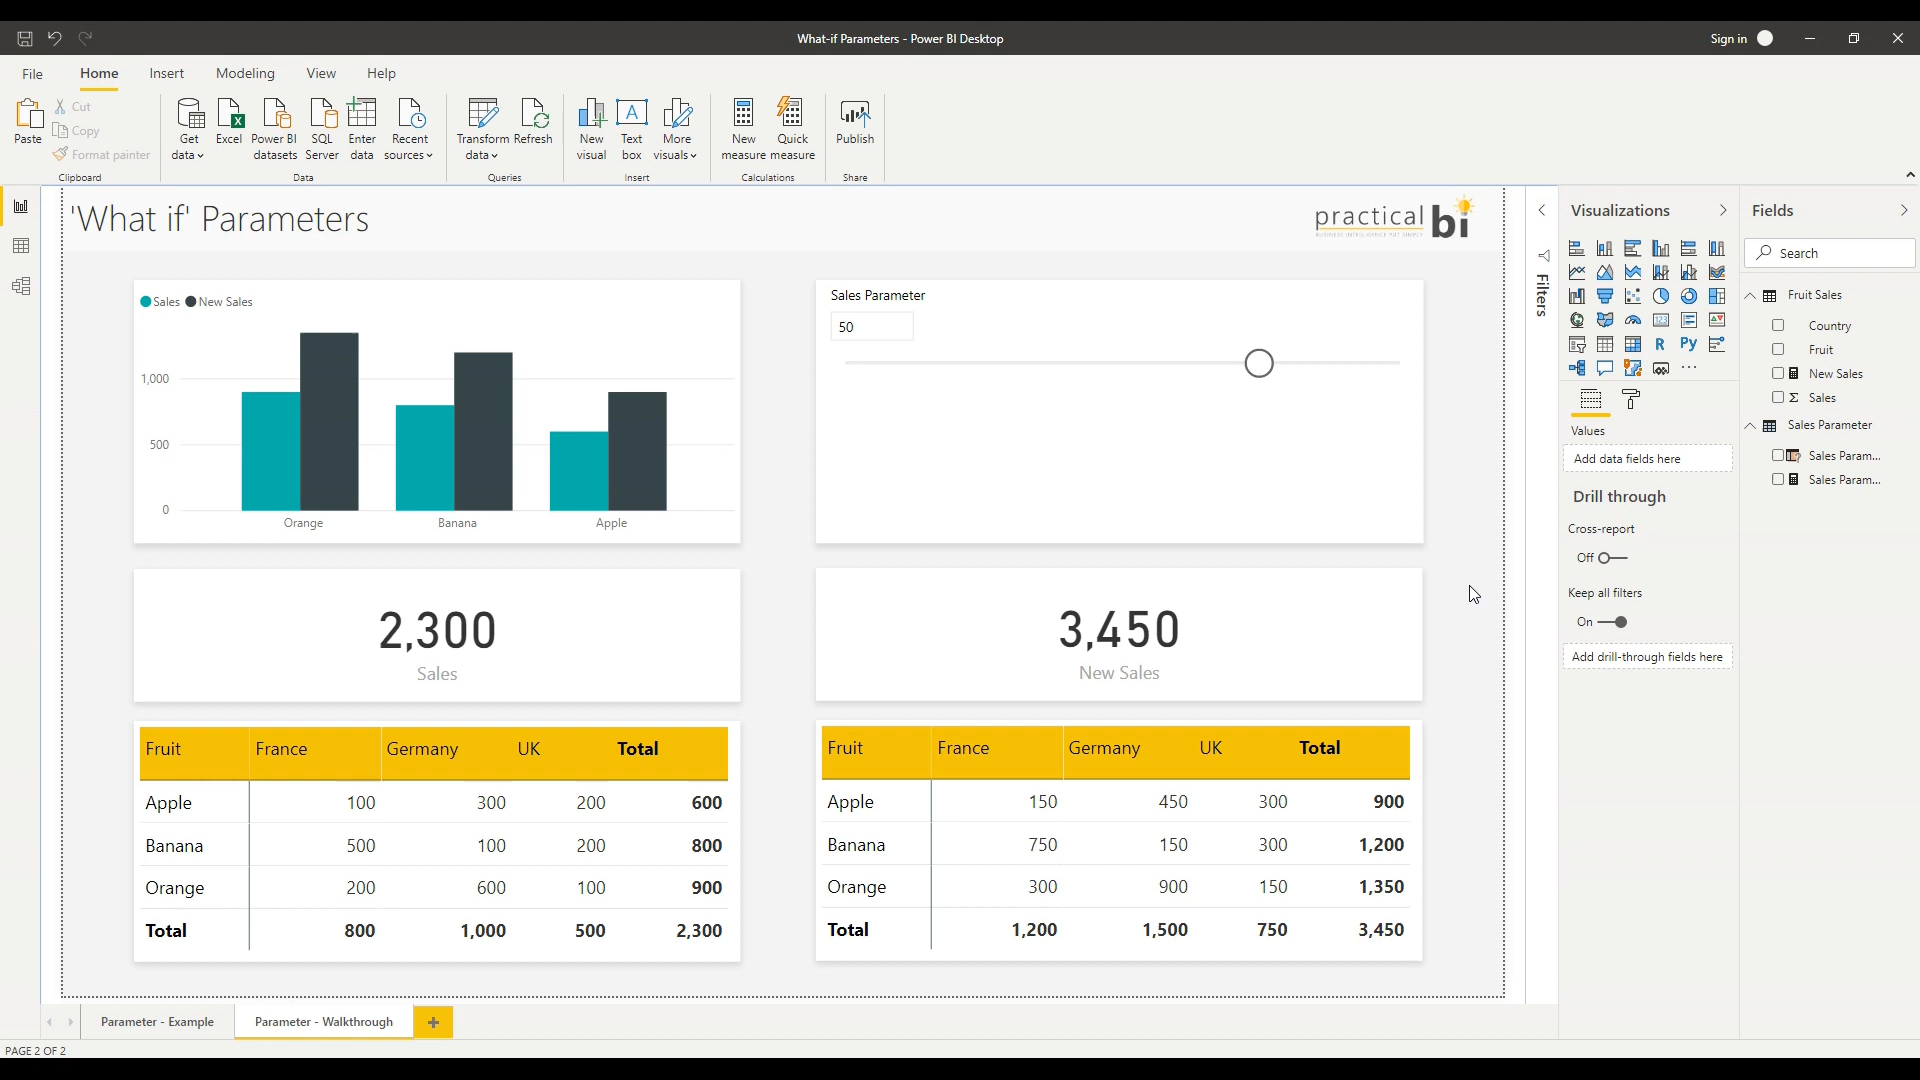 What-if Parameters - Power BI Desktop
Sign in
File Home Insert Modeling View Help
Paste
Cut
Copy
Format painter
Clipboard
Get data
Excel
Power BI datasets
SQL Server
Enter data
Recent sources
Data
Transform data
Refresh
Queries
New visual
Text box
More visuals
Insert
New measure
Quick measure
Calculations
Publish
Share
'What if' Parameters
practical bi
Sales New Sales
1,000
500
0
Orange Banana Apple
Sales Parameter
50
2,300
Sales
3,450
New Sales
Fruit France Germany UK Total
Apple 100 300 200 600
Banana 500 100 200 800
Orange 200 600 100 900
Total 800 1,000 500 2,300
Fruit France Germany UK Total
Apple 150 450 300 900
Banana 750 150 300 1,200
Orange 300 900 150 1,350
Total 1,200 1,500 750 3,450
Filters
Visualizations
123
R
Py
Values
Add data fields here
Drill through
Cross-report
Off
Keep all filters
On
Add drill-through fields here
Fields
Search
Fruit Sales
Country
Fruit
New Sales
Σ Sales
Sales Parameter
Sales Param...
Sales Param...
Parameter - Example Parameter - Walkthrough
PAGE 2 OF 2